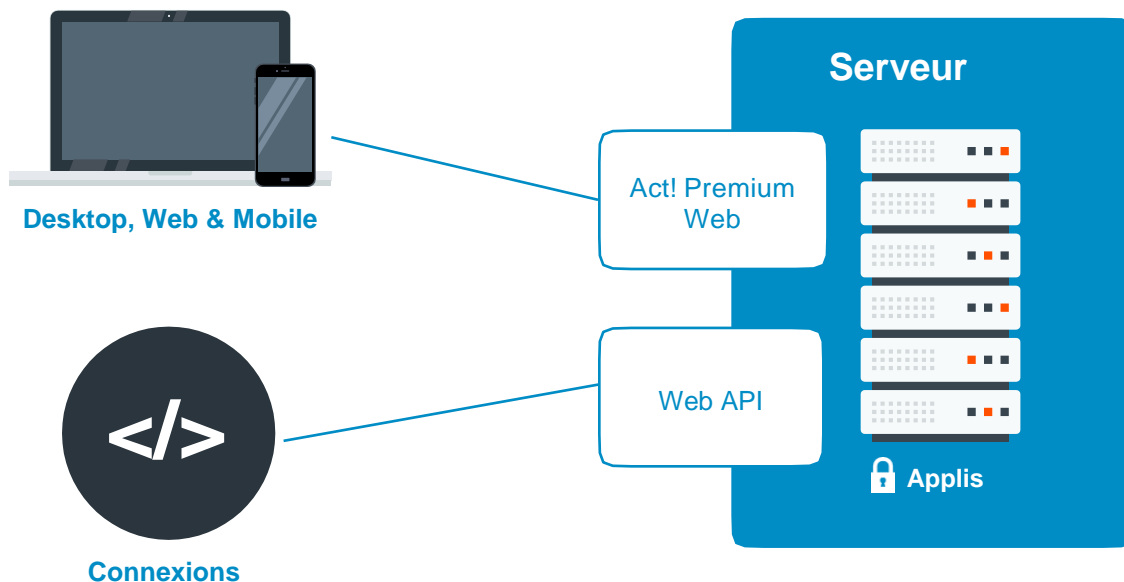 Serveur
Act! Premium
Web
Desktop, Web & Mobile
</>
Web API
Applis
Connexions